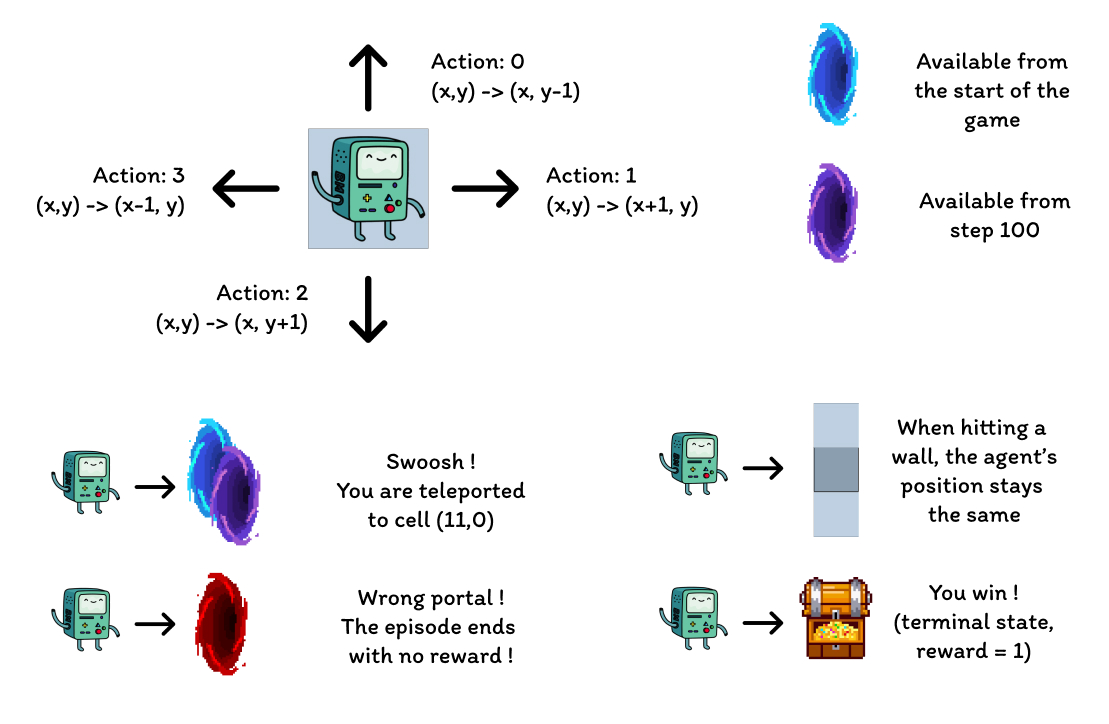 Action: 0
(x,y) -> (x, y-1)
Available from
the start of the
game
Action: 3
(x,y) -> (x-1, y)
Action: 1
(x,y) -> (x+1, y)
Available from
step 100
Action: 2
(x,y) -> (x, y+1)
Swoosh !
You are teleported
to cell (11,0)
When hitting a
wall, the agent's
position stays
the same
Wrong portal !
The episode ends
with no reward !
You win !
(terminal state,
reward = 1)